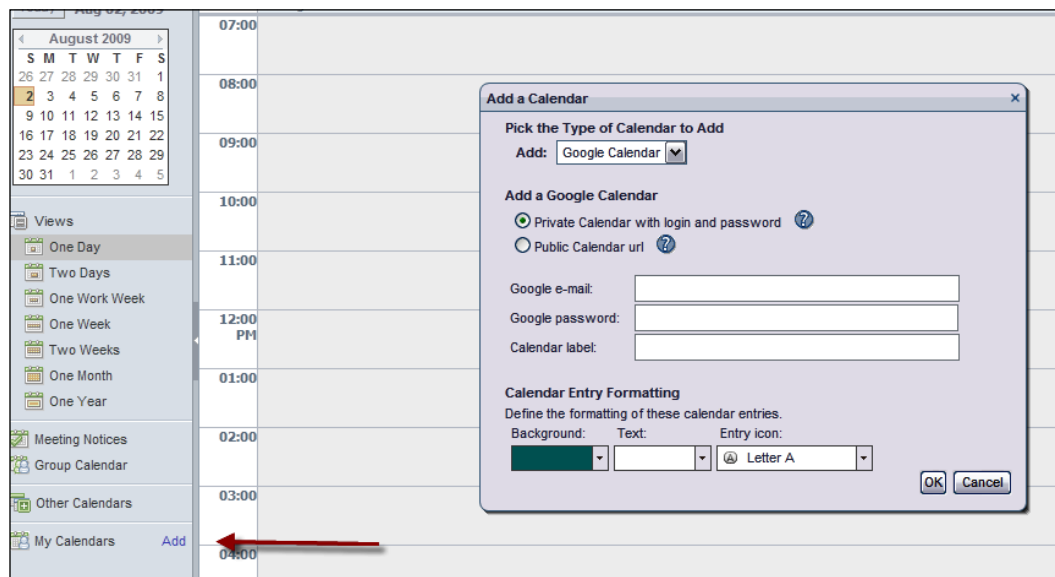 Aug 02, 2009
August 2009
S M T W T F S
26 27 28 29 30 31 1
2 3 4 5 6 7 8
9 10 11 12 13 14 15
16 17 18 19 20 21 22
23 24 25 26 27 28 29
30 31 1 2 3 4 5
Views
One Day
Two Days
One Work Week
One Week
Two Weeks
One Month
One Year
Meeting Notices
Group Calendar
Other Calendars
My Calendars Add
07:00
08:00
09:00
10:00
11:00
12:00
PM
01:00
02:00
03:00
04:00
Add a Calendar ×
Pick the Type of Calendar to Add
Add: Google Calendar
Add a Google Calendar
Private Calendar with login and password ?
Public Calendar url ?
Google e-mail:
Google password:
Calendar label:
Calendar Entry Formatting
Define the formatting of these calendar entries.
Background: Text: Entry icon:
A Letter A
OK Cancel